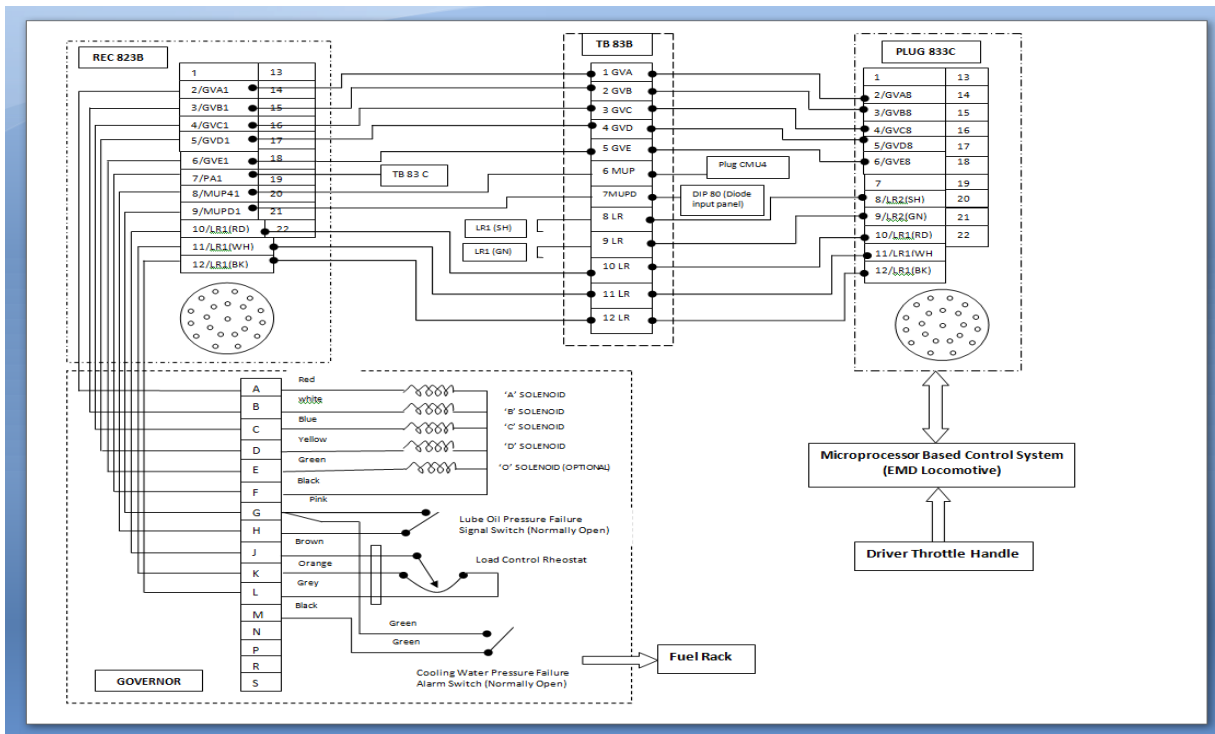 REC 823B
1
13
2/GVA1
14
3/GVB1
15
4/GVC1
16
5/GVD1
17
6/GVE1
18
7/PA1
19
8/MUP41
20
9/MUPD1
21
10/LR1(RD)
22
11/LR1(WH)
12/LR1(BK)
TB 83 C
TB 83B
1 GVA
2 GVB
3 GVC
4 GVD
5 GVE
6 MUP
7MUPD
8 LR
9 LR
10 LR
11 LR
12 LR
LR1 (SH)
LR1 (GN)
Plug CMU4
DIP 80 (Diode
input panel)
PLUG 833C
1
13
2/GVA8
14
3/GVB8
15
4/GVC8
16
5/GVD8
17
6/GVE8
18
7
19
8/LR2(SH)
20
9/LR2(GN)
21
10/LR1(RD)
22
11/LR1(WH
12/LR1(BK)
A
B
C
D
E
F
G
H
J
K
L
M
N
P
R
S
Red
white
Blue
Yellow
Green
Black
Pink
Brown
Orange
Grey
Black
Green
Green
'A' SOLENOID
'B' SOLENOID
'C' SOLENOID
'D' SOLENOID
'O' SOLENOID (OPTIONAL)
Lube Oil Pressure Failure
Signal Switch (Normally Open)
Load Control Rheostat
Cooling Water Pressure Failure
Alarm Switch (Normally Open)
GOVERNOR
Fuel Rack
Microprocessor Based Control System
(EMD Locomotive)
Driver Throttle Handle